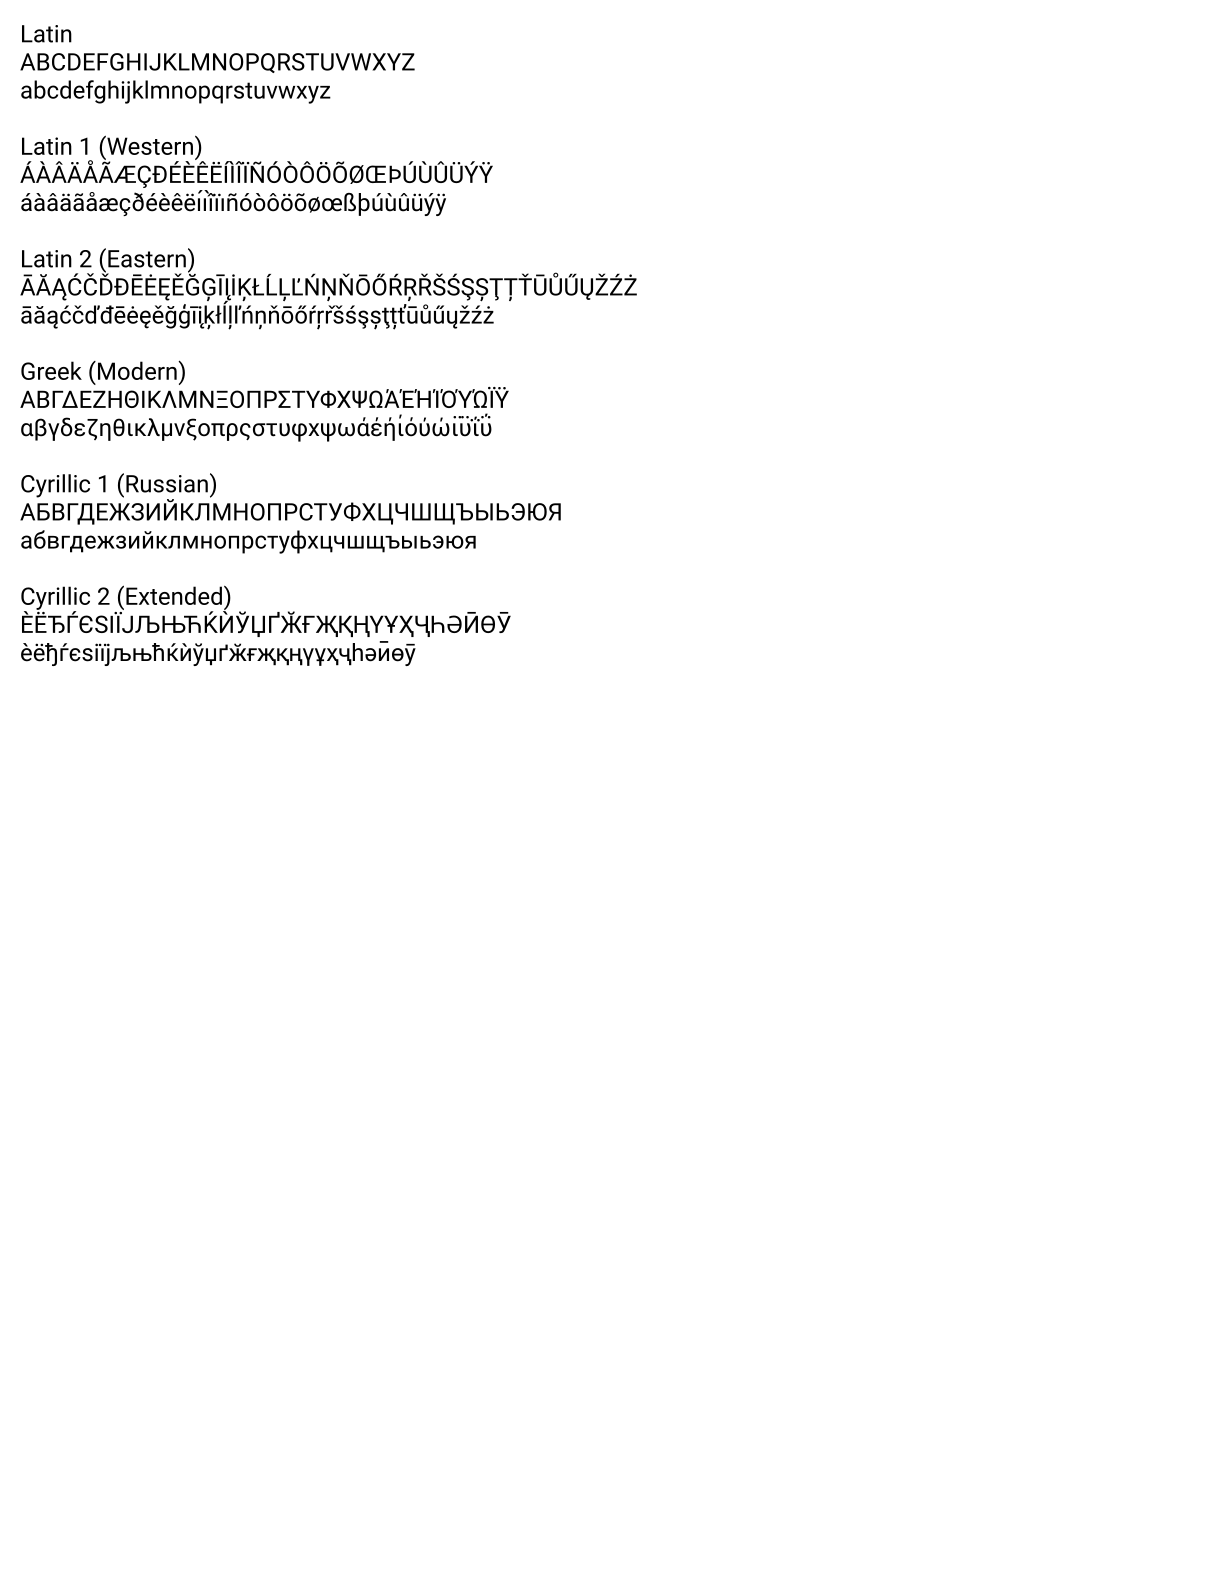 Latin
ABCDEFGHIJKLMNOPQRSTUVWXYZ
abcdefghijklmnopqrstuvwxyz
Latin 1 (Western)
ÁÀÂÄÅÃÆÇÐÉÈÊËÍÌÎÏÑÓÒÔÖÕØŒÞÚÙÛÜÝŸ
áàâäãåæçðéèêëíìîïıñóòôöõøœßþúùûüýÿ
Latin 2 (Eastern)
ĀĂĄĆČĎĐĒĖĘĚĞĢĪĮİĶŁĹĻĽŃŅŇŌŐŔŖŘŠŚŞȘŢȚŤŪŮŰŲŽŹŻ
āăąćčďđēėęěğģīįķłĺļľńņňōőŕŗřšśşșţțťūůűųžźż
Greek (Modern)
ΑΒΓΔΕΖΗΘΙΚΛΜΝΞΟΠΡΣΤΥΦΧΨΩΆΈΉΊΌΎΏΪΫ
αβγδεζηθικλμνξοπρςστυφχψωάέήίόύώϊϋΐΰ
Cyrillic 1 (Russian)
АБВГДЕЖЗИЙКЛМНОПРСТУФХЦЧШЩЪЫЬЭЮЯ
абвгдежзийклмнопрстуфхцчшщъыьэюя
Cyrillic 2 (Extended)
ЀЁЂЃЄЅІЇЈЉЊЋЌЍЎЏҐӁҒҖҚҢҮҰҲҶҺӘӢӨӮ
ѐёђѓєѕіїјљњћќѝўџґӂғҗқңүұҳҷһәӣөӯ